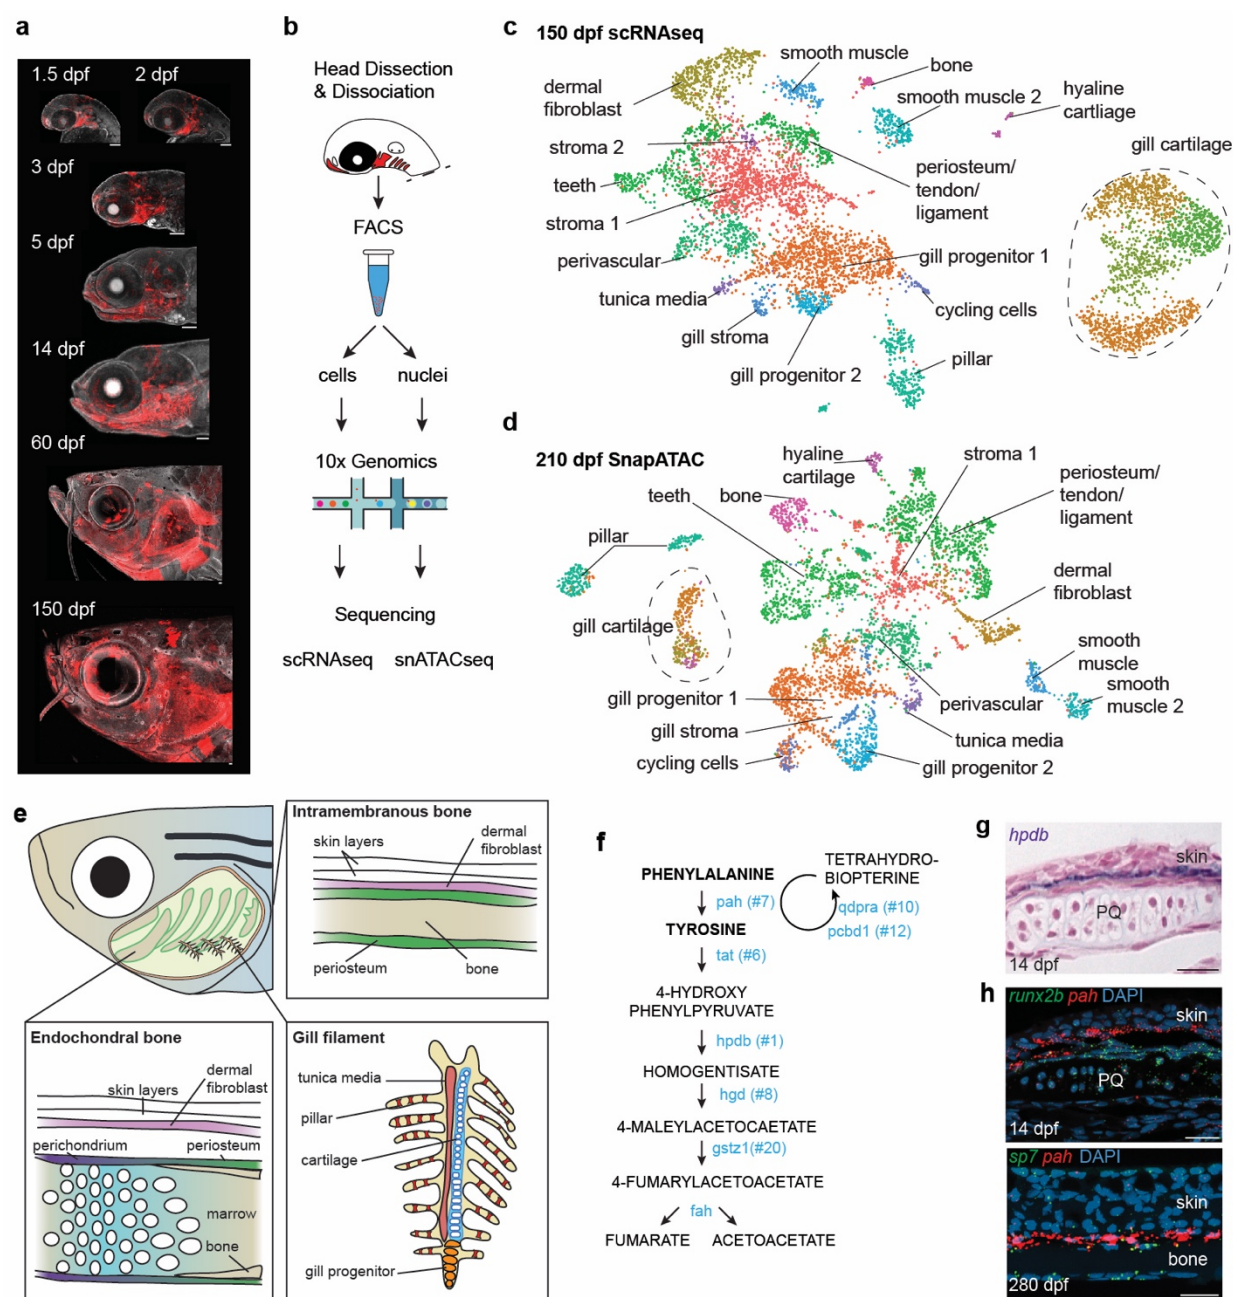 a
1.5 dpf
2 dpf
3 dpf
5 dpf
14 dpf
60 dpf
150 dpf
b
Head Dissection
& Dissociation
FACS
cells
nuclei
10x Genomics
Sequencing
scRNAseq
snATACseq
c
150 dpf scRNAseq
smooth muscle
bone
dermal
fibroblast
smooth muscle 2
hyaline
cartliage
gill cartilage
stroma 2
periosteum/
tendon/
ligament
teeth
stroma 1
perivascular
gill progenitor 1
tunica media
cycling cells
gill stroma
gill progenitor 2
pillar
d
210 dpf SnapATAC
hyaline
cartilage
stroma 1
teeth
bone
periosteum/
tendon/
ligament
pillar
dermal
fibroblast
gill cartilage
smooth
muscle
smooth
muscle 2
gill progenitor 1
perivascular
gill stroma
tunica media
cycling cells
gill progenitor 2
e
Intramembranous bone
skin layers
dermal
fibroblast
periosteum
bone
Endochondral bone
skin layers
dermal
fibroblast
perichondrium
periosteum
marrow
bone
Gill filament
tunica media
pillar
cartilage
gill progenitor
f
PHENYLALANINE
TETRAHYDRO-
BIOPTERINE
pah (#7)
qdpra (#10)
pcbd1 (#12)
TYROSINE
tat (#6)
4-HYDROXY
PHENYLPYRUVATE
hpdb (#1)
HOMOGENTISATE
hgd (#8)
4-MALEYLACETOCAETATE
gstz1(#20)
4-FUMARYLACETOACETATE
fah
FUMARATE
ACETOACETATE
g
hpdb
skin
PQ
14 dpf
h
runx2b pah DAPI
skin
PQ
14 dpf
sp7 pah DAPI
skin
bone
280 dpf